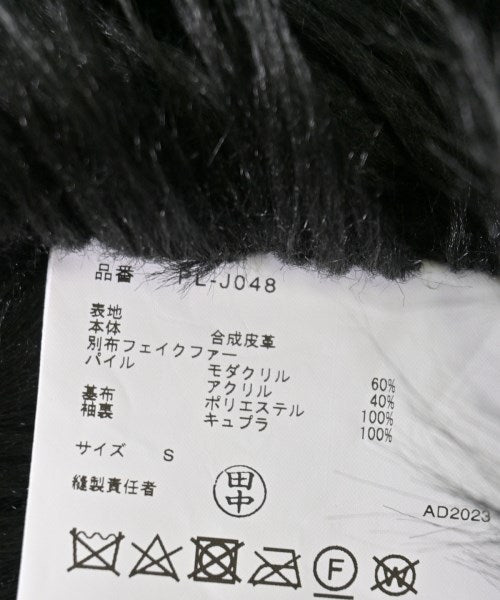 品番 PL-J048
表地
本体 合成皮革
別布フェイクファー
パイル モダクリル 60%
アクリル 40%
基布 ポリエステル 100%
袖裏 キュプラ 100%
サイズ S
縫製責任者 田中
AD2023
F W